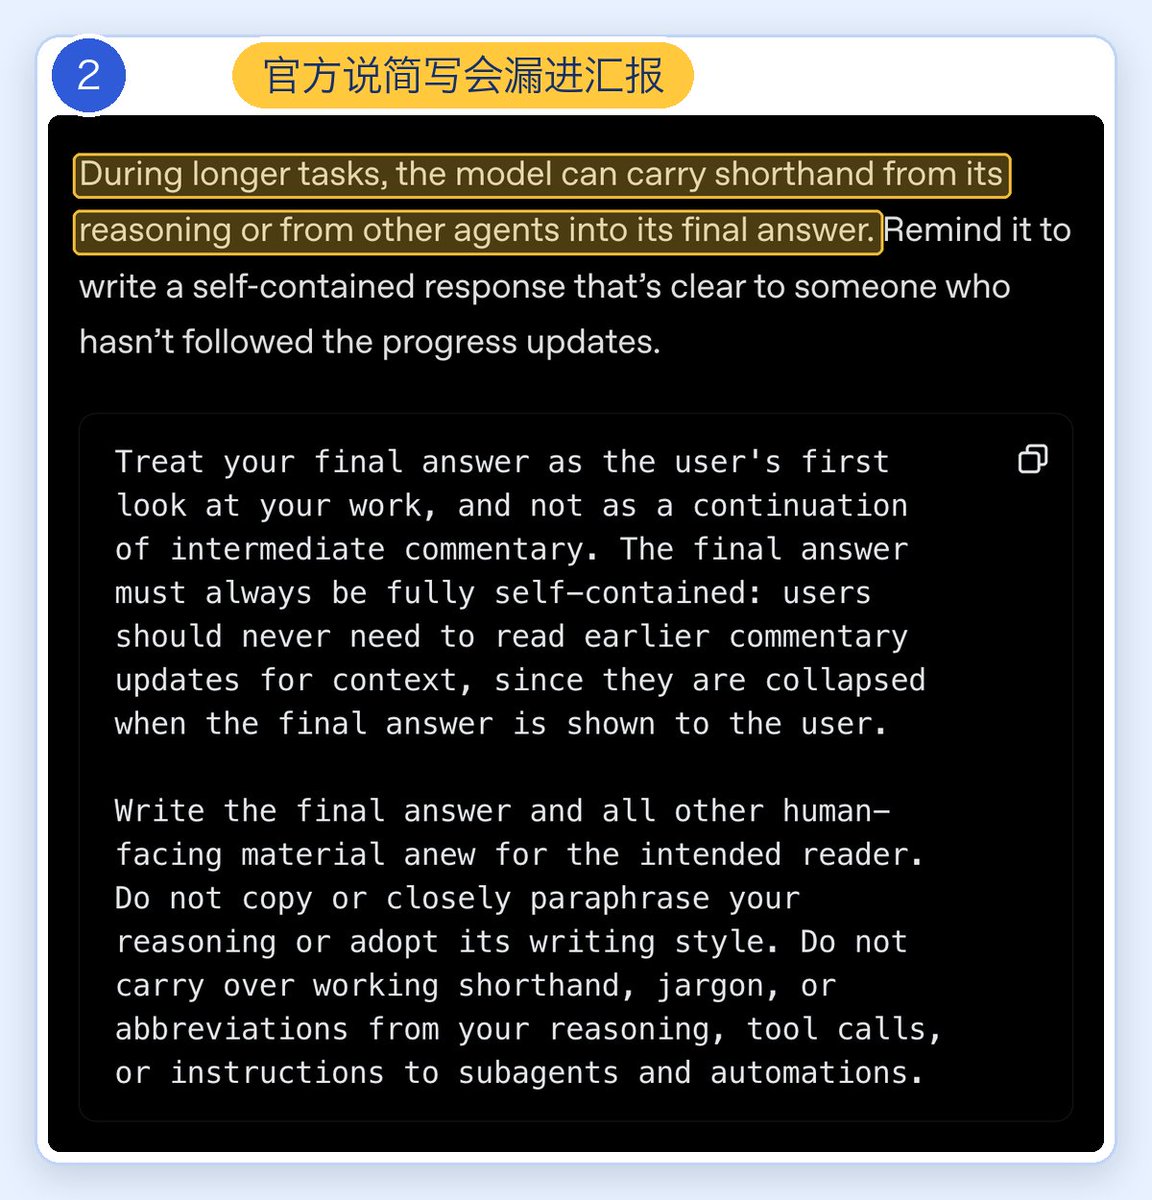 2
官方说简写会漏进汇报
During longer tasks, the model can carry shorthand from its
reasoning or from other agents into its final answer. Remind it to
write a self-contained response that’s clear to someone who
hasn’t followed the progress updates.
Treat your final answer as the user's first
look at your work, and not as a continuation
of intermediate commentary. The final answer
must always be fully self-contained: users
should never need to read earlier commentary
updates for context, since they are collapsed
when the final answer is shown to the user.
Write the final answer and all other human-
facing material anew for the intended reader.
Do not copy or closely paraphrase your
reasoning or adopt its writing style. Do not
carry over working shorthand, jargon, or
abbreviations from your reasoning, tool calls,
or instructions to subagents and automations.